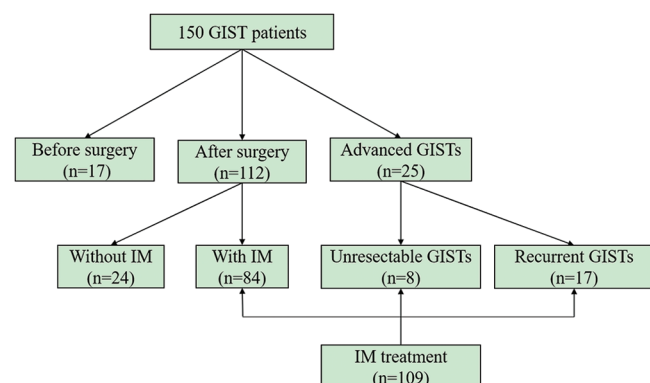 150 GIST patients
Before surgery
(n=17)
After surgery
(n=112)
Advanced GISTs
(n=25)
Without IM
(n=24)
With IM
(n=84)
Unresectable GISTs
(n=8)
Recurrent GISTs
(n=17)
IM treatment
(n=109)